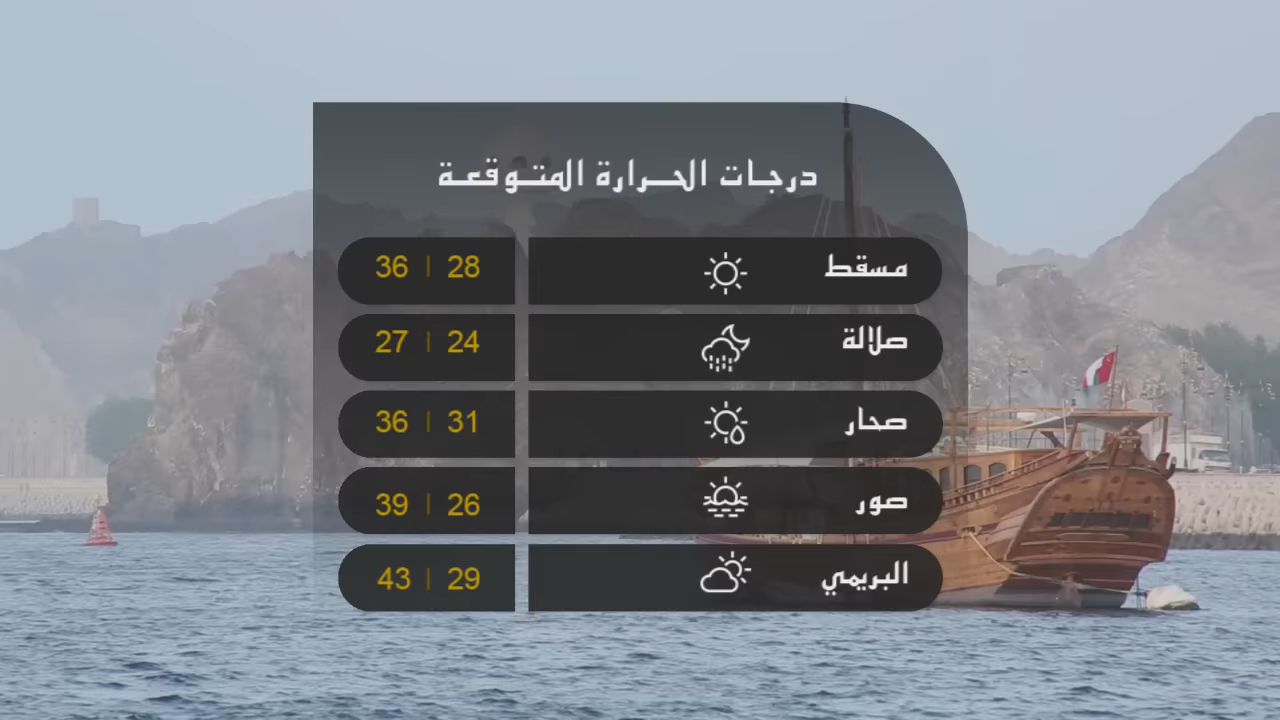 درجات الحرارة المتوقعة
مسقط 28 | 36
صلالة 24 | 27
صحار 31 | 36
صور 26 | 39
البريمي 29 | 43